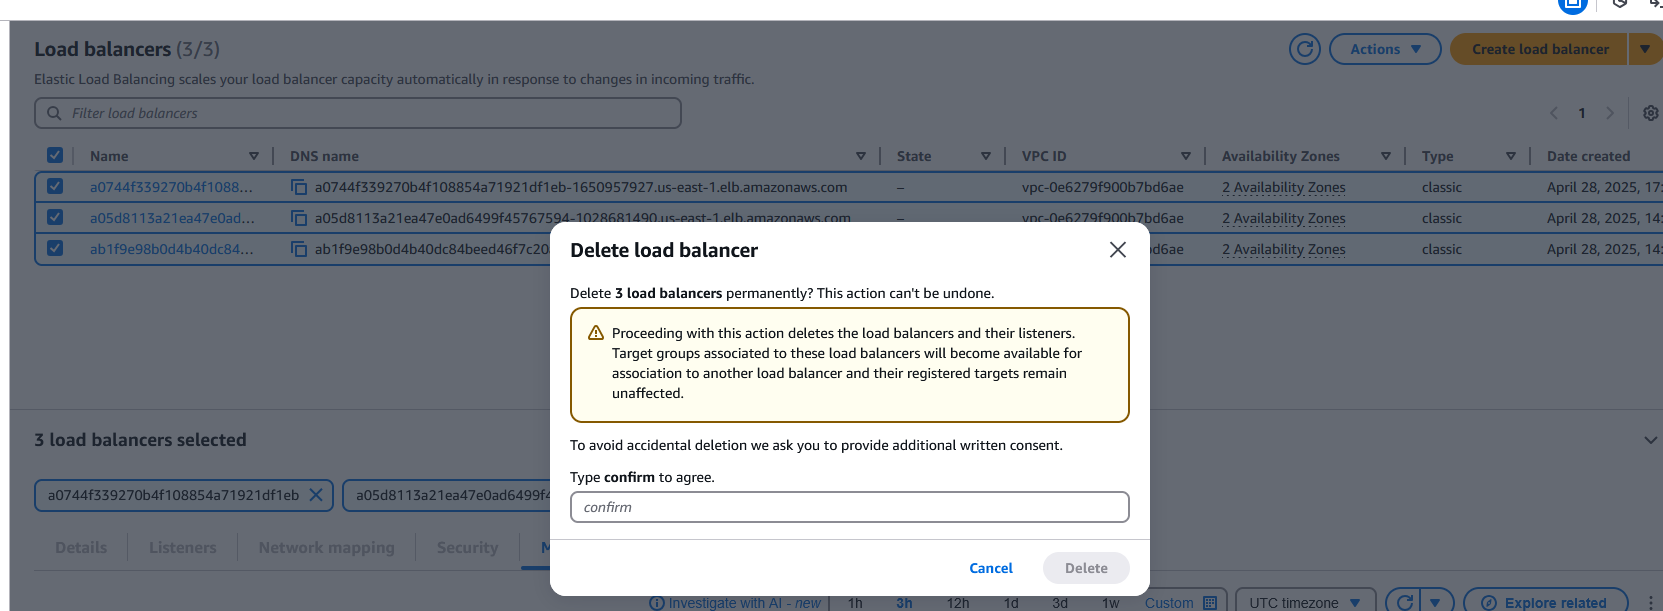 Load balancers (3/3)
Actions
Create load balancer
Elastic Load Balancing scales your load balancer capacity automatically in response to changes in incoming traffic.
Filter load balancers
1
Name DNS name State VPC ID Availability Zones Type Date created
a0744f339270b4f1088... a0744f339270b4f108854a71921df1eb-1650957927.us-east-1.elb.amazonaws.com – vpc-0e6279f900b7bd6ae 2 Availability Zones classic April 28, 2025, 17:
a05d8113a21ea47e0ad... a05d8113a21ea47e0ad6499f45767594-1028681490.us-east-1.elb.amazonaws.com – vpc-0e6279f900b7bd6ae 2 Availability Zones classic April 28, 2025, 14:
ab1f9e98b0d4b40dc84... ab1f9e98b0d4b40dc84beed46f7c20 d6ae 2 Availability Zones classic April 28, 2025, 14:
Delete load balancer
Delete 3 load balancers permanently? This action can't be undone.
Proceeding with this action deletes the load balancers and their listeners.
Target groups associated to these load balancers will become available for
association to another load balancer and their registered targets remain
unaffected.
To avoid accidental deletion we ask you to provide additional written consent.
Type confirm to agree.
confirm
Cancel
Delete
3 load balancers selected
a0744f339270b4f108854a71921df1eb
a05d8113a21ea47e0ad6499f4
Details Listeners Network mapping Security
Investigate with AI - new 1h 3h 12h 1d 3d 1w Custom UTC timezone Explore related